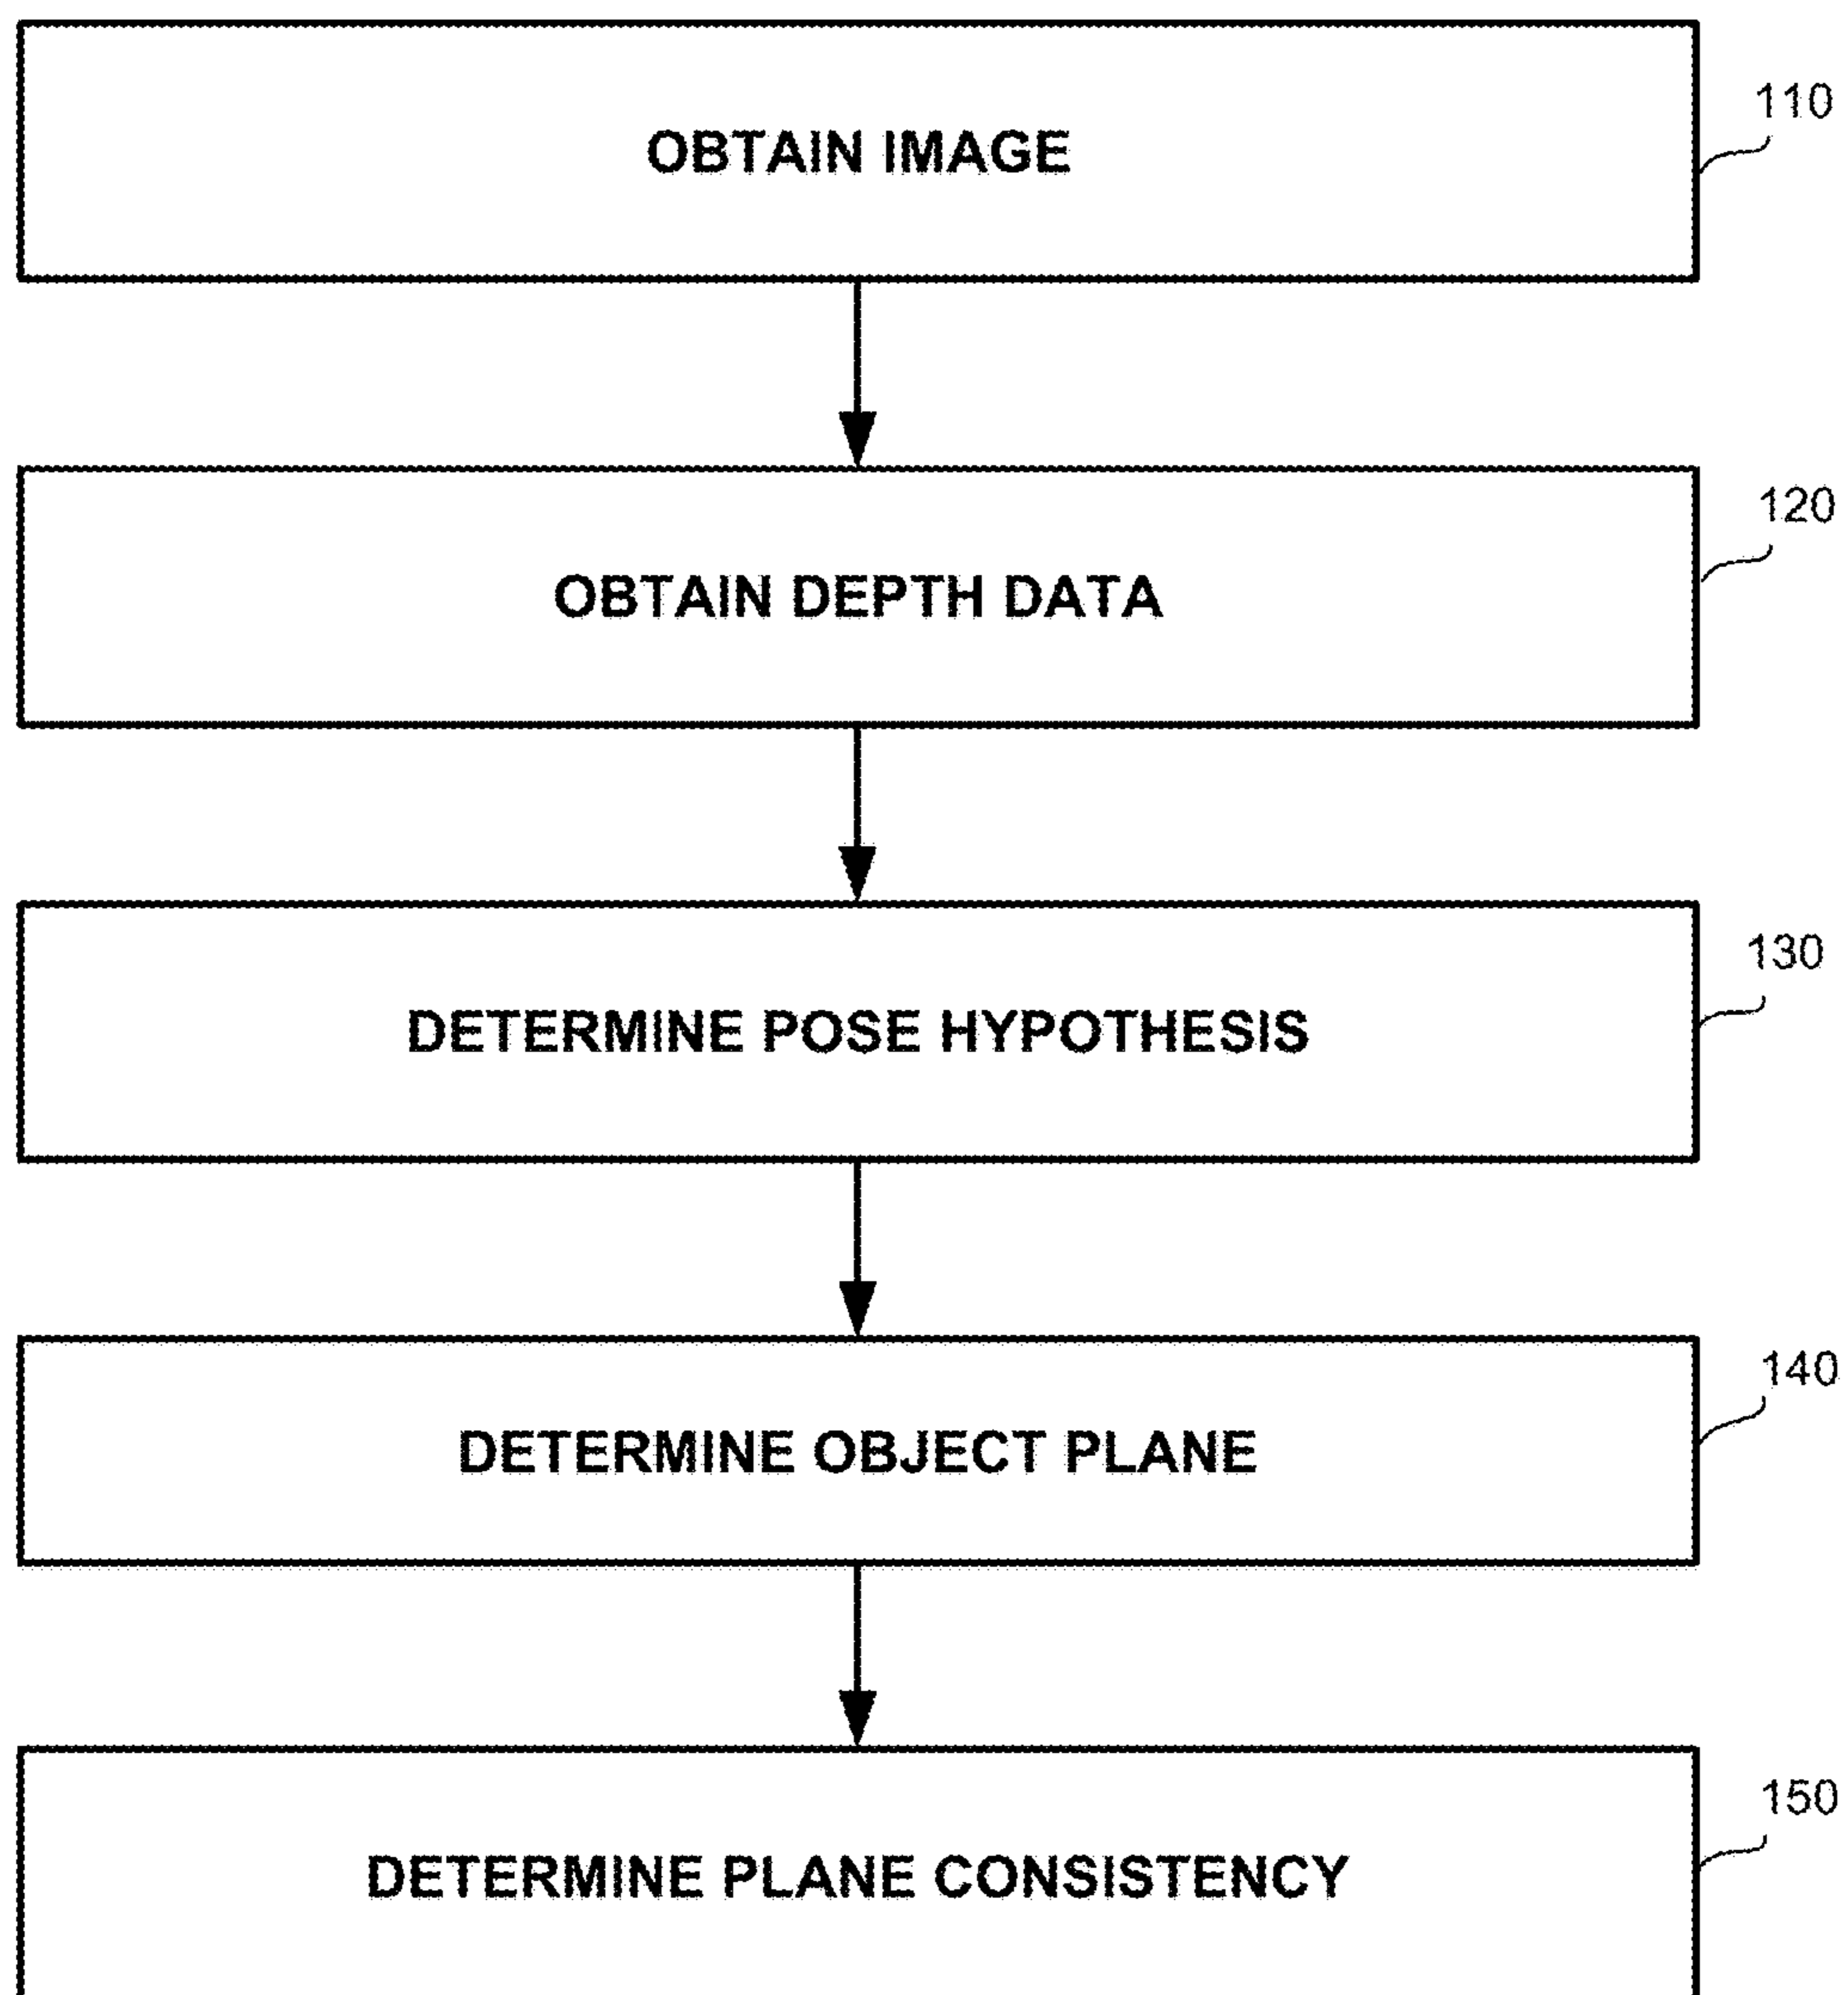 OBTAIN IMAGE
110
OBTAIN DEPTH DATA
120
DETERMINE POSE HYPOTHESIS
130
DETERMINE OBJECT PLANE
140
DETERMINE PLANE CONSISTENCY
150